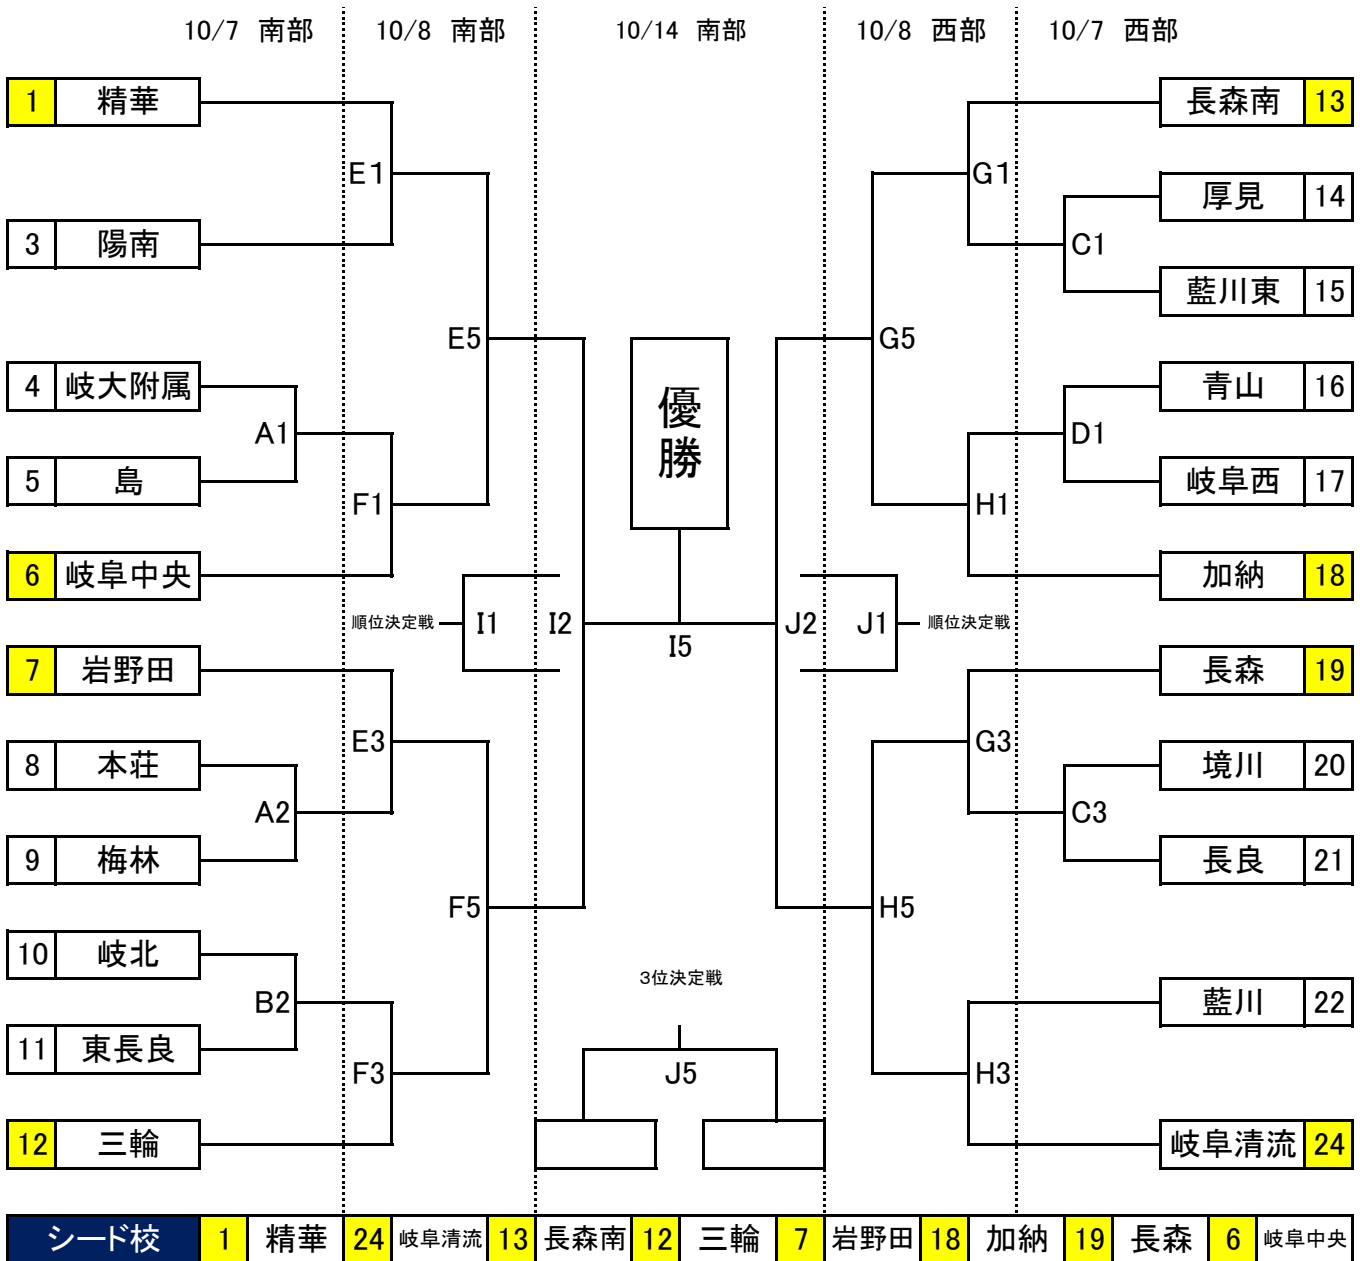 10/7 南部 10/8 南部 10/14 南部 10/8 西部 10/7 西部
1 精華 長森南 13
E1 G1
厚見 14
3 陽南 C1
藍川東 15
E5 G5
4 岐大附属 優勝 青山 16
A1 D1
5 島 岐阜西 17
F1 H1
6 岐阜中央 加納 18
順位決定戦 I1 I2 I5 J2 J1 順位決定戦
7 岩野田 長森 19
E3 G3
8 本荘 境川 20
A2 C3
9 梅林 長良 21
F5 H5
10 岐北 3位決定戦 藍川 22
B2
11 東長良
F3 J5 H3
12 三輪 岐阜清流 24
シード校 1 精華 24 岐阜清流 13 長森南 12 三輪 7 岩野田 18 加納 19 長森 6 岐阜中央